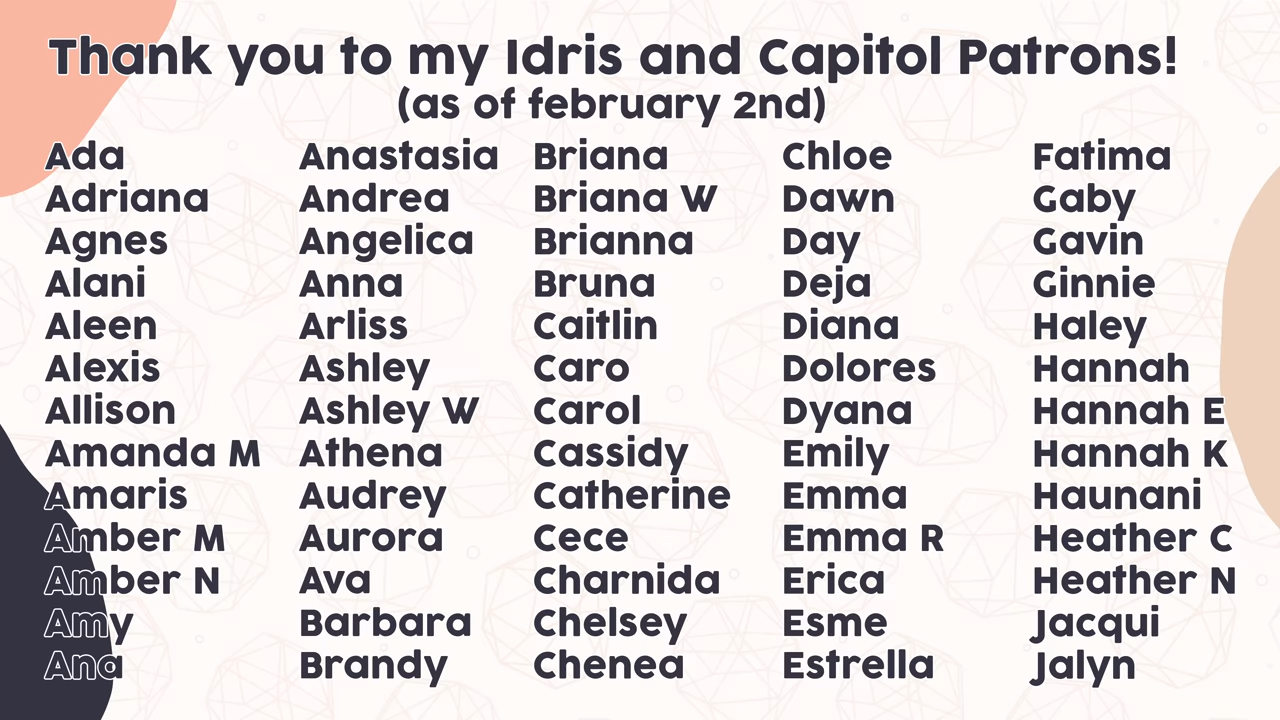 Thank you to my Idris and Capitol Patrons!
(as of february 2nd)
Ada
Adriana
Agnes
Alani
Aleen
Alexis
Allison
Amanda M
Amaris
Amber M
Amber N
Amy
Ana
Anastasia
Andrea
Angelica
Anna
Arliss
Ashley
Ashley W
Athena
Audrey
Aurora
Ava
Barbara
Brandy
Briana
Briana W
Brianna
Bruna
Caitlin
Caro
Carol
Cassidy
Catherine
Cece
Charnida
Chelsey
Chenea
Chloe
Dawn
Day
Deja
Diana
Dolores
Dyana
Emily
Emma
Emma R
Erica
Esme
Estrella
Fatima
Gaby
Gavin
Ginnie
Haley
Hannah
Hannah E
Hannah K
Haunani
Heather C
Heather N
Jacqui
Jalyn